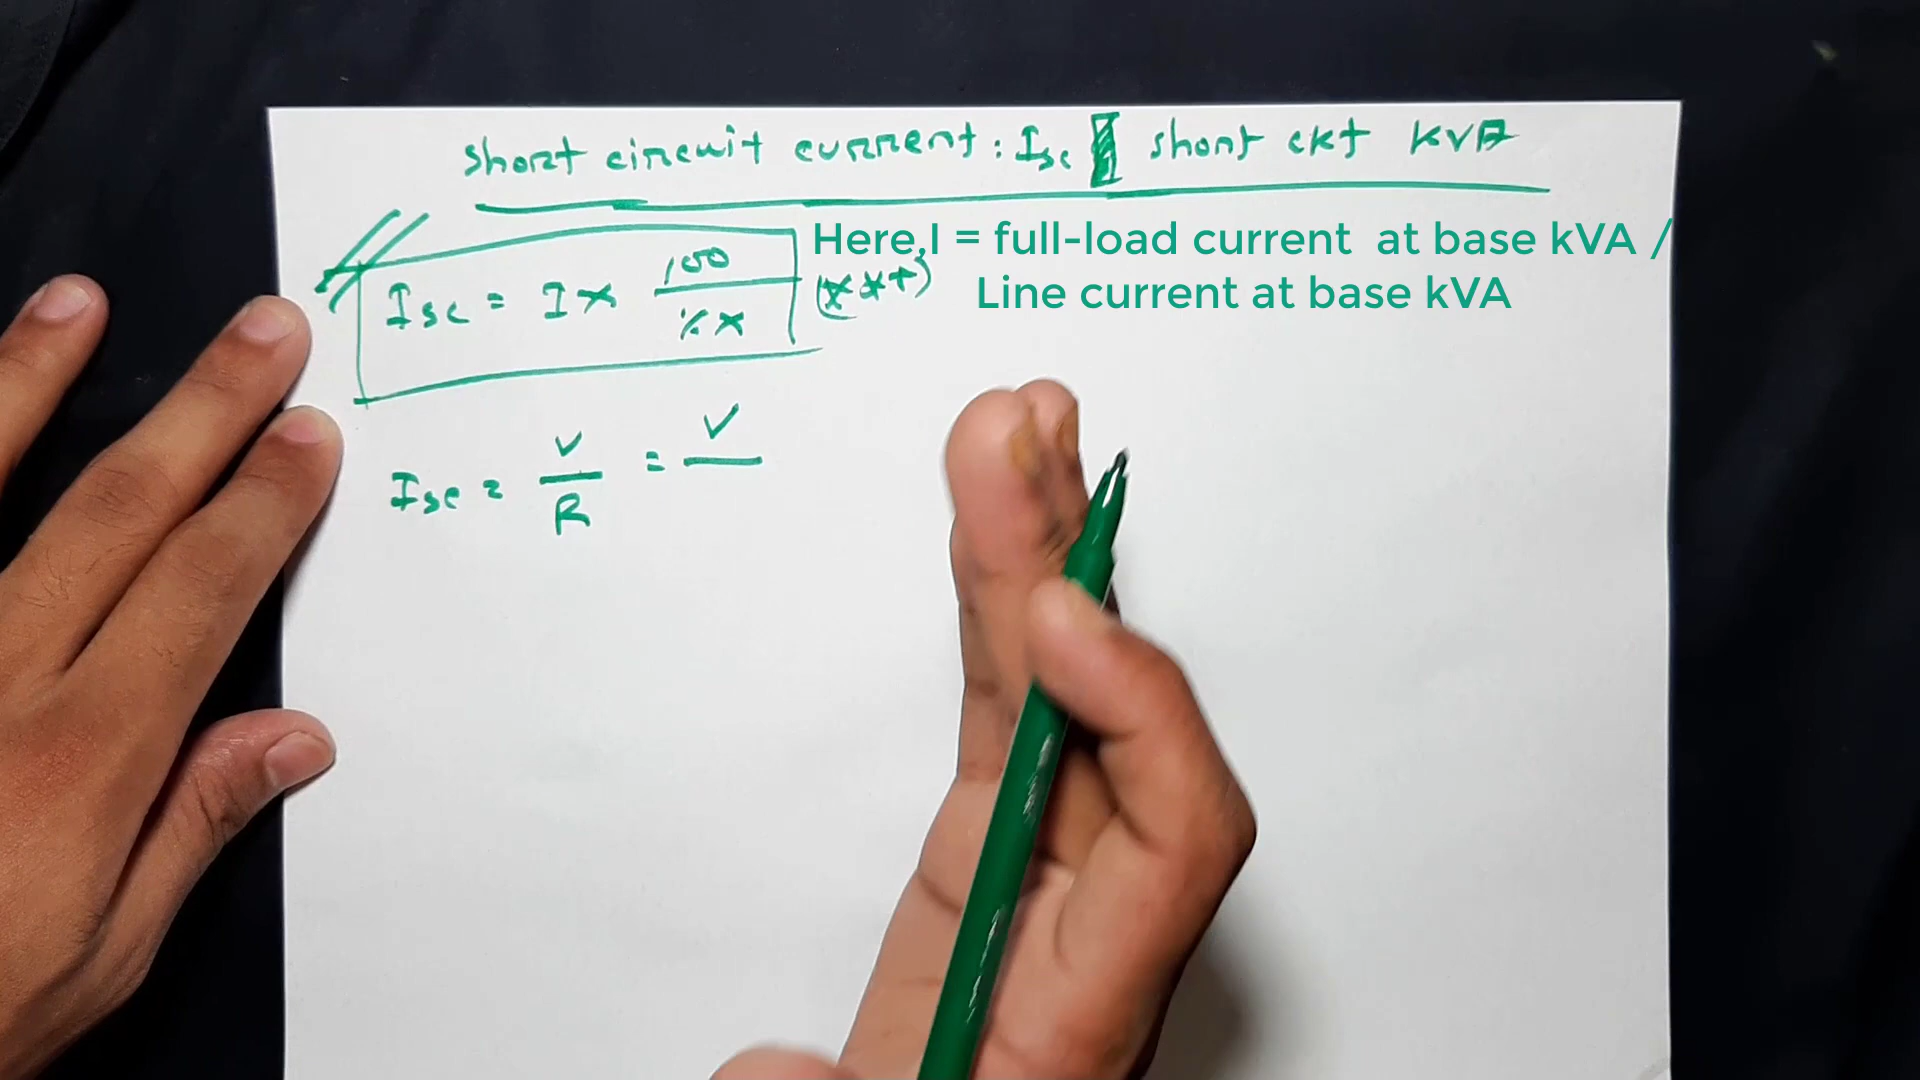 short circuit current : Isc short ckt KVA
Here,I = full-load current at base kVA /
Line current at base kVA
Isc = I × 100 / %X (***)
Isc = V / R = V